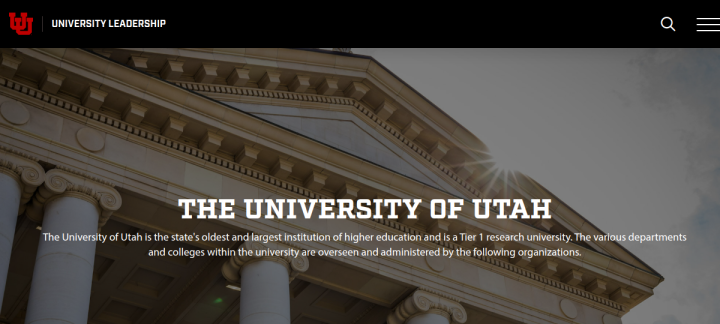 UNIVERSITY LEADERSHIP
THE UNIVERSITY OF UTAH
The University of Utah is the state's oldest and largest institution of higher education and is a Tier 1 research university. The various departments
and colleges within the university are overseen and administered by the following organizations.